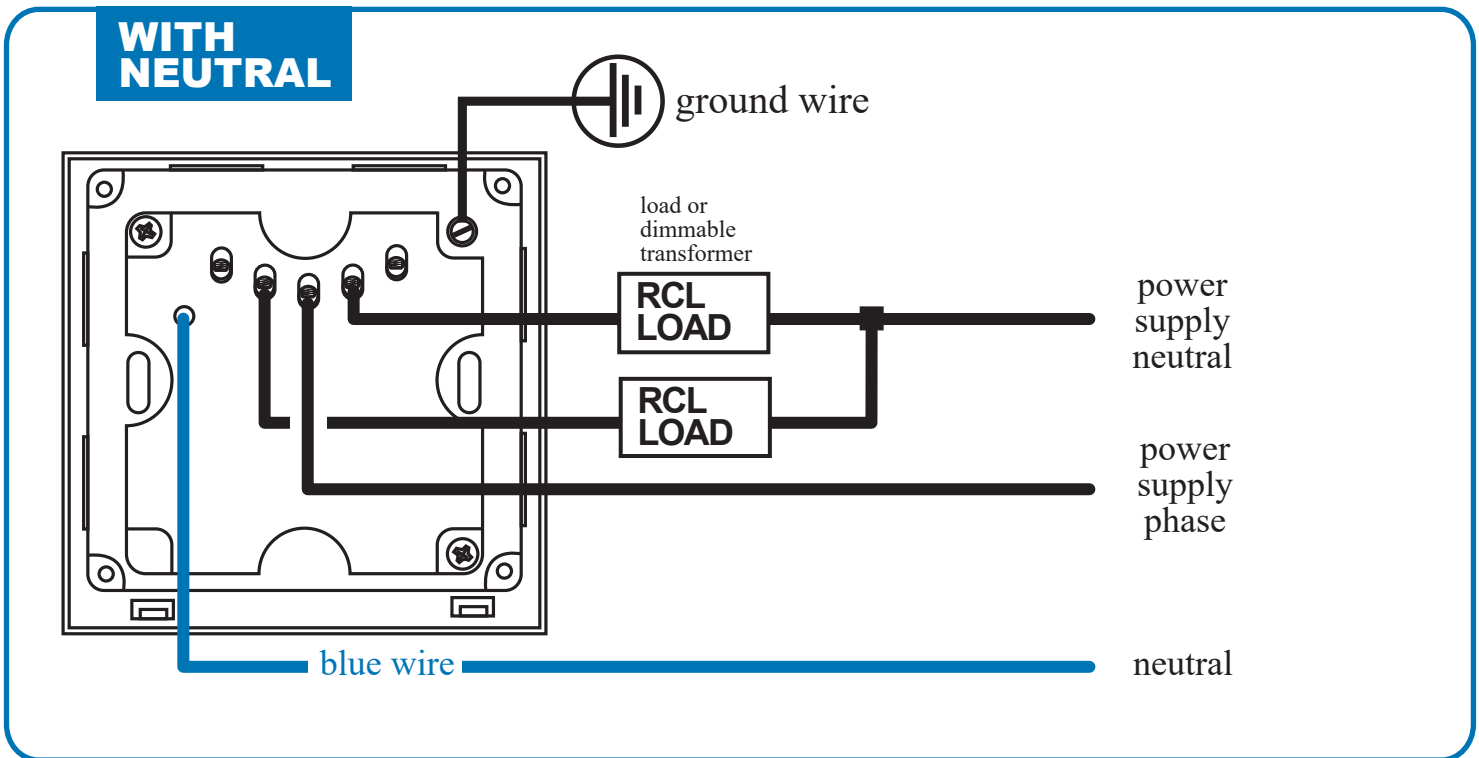 WITH
NEUTRAL
ground wire
load or
dimmable
transformer
RCL
LOAD
power
supply
neutral
RCL
LOAD
power
supply
phase
blue wire
neutral